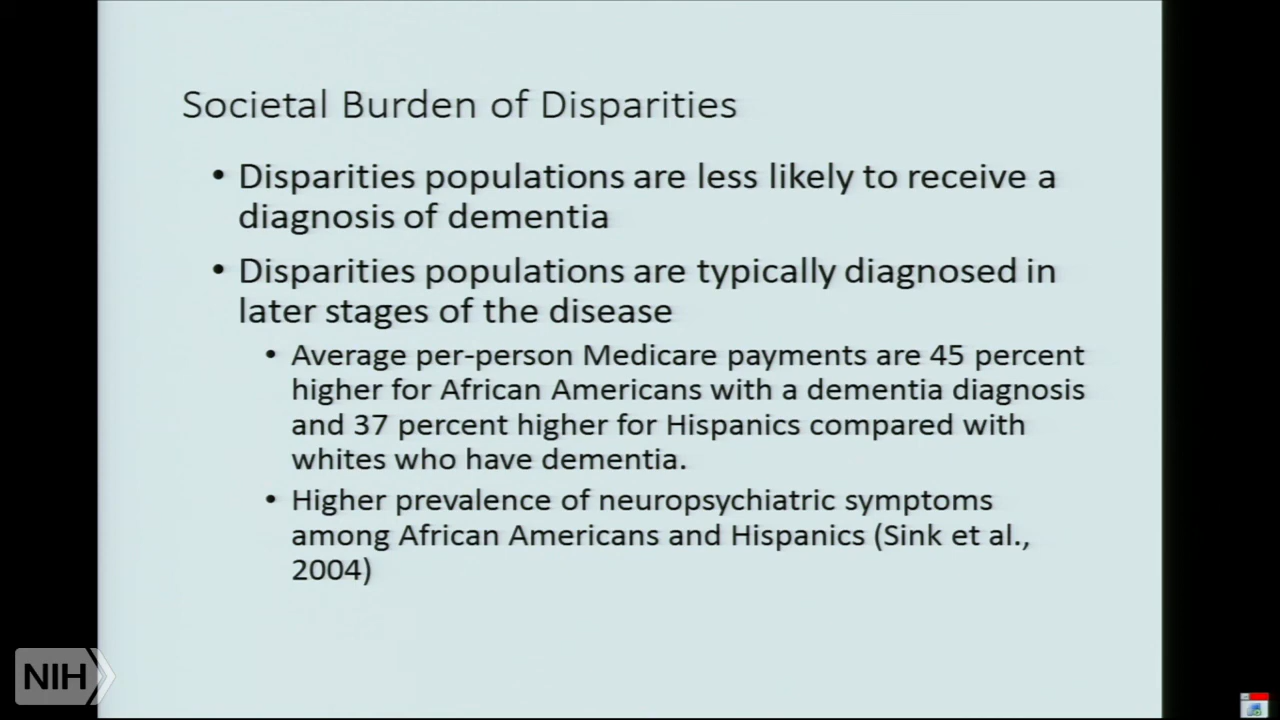 Societal Burden of Disparities
• Disparities populations are less likely to receive a
diagnosis of dementia
• Disparities populations are typically diagnosed in
later stages of the disease
• Average per-person Medicare payments are 45 percent
higher for African Americans with a dementia diagnosis
and 37 percent higher for Hispanics compared with
whites who have dementia.
• Higher prevalence of neuropsychiatric symptoms
among African Americans and Hispanics (Sink et al.,
2004)
NIH